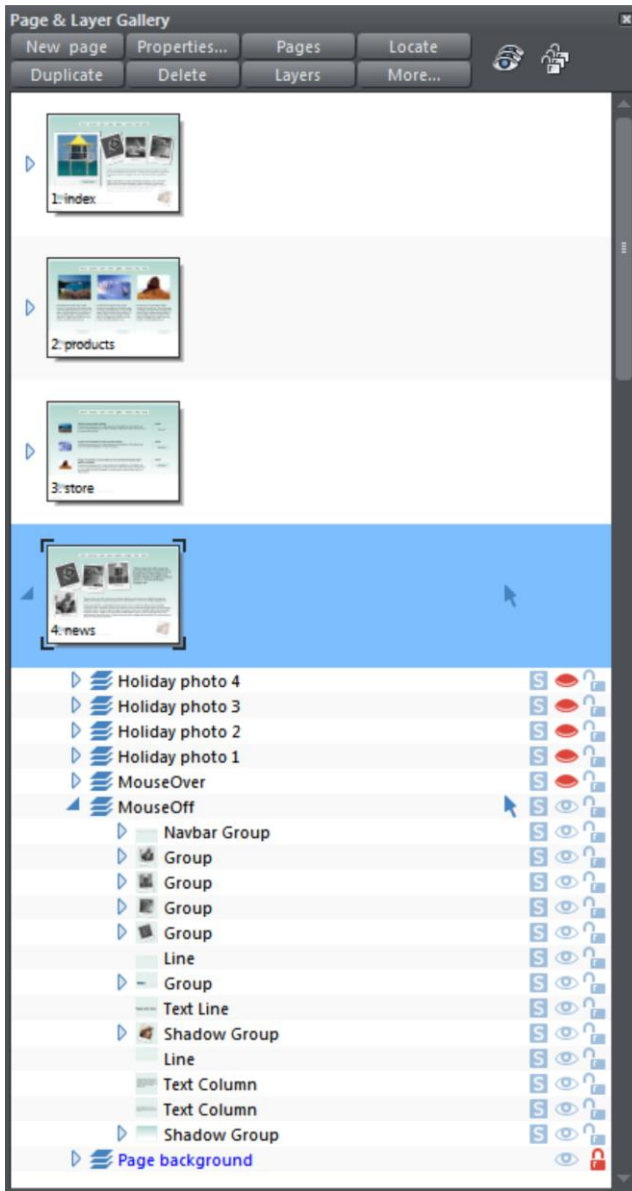 Page & Layer Gallery
New page Properties... Pages Locate
Duplicate Delete Layers More...
1: index
2: products
3: store
4: news
S
Holiday photo 4 S
Holiday photo 3 S
Holiday photo 2 S
Holiday photo 1 S
MouseOver S
MouseOff S
Navbar Group S
Group S
Group S
Group S
Group S
Line S
Group S
Text Line S
Shadow Group S
Line S
Text Column S
Text Column S
Shadow Group S
Page background